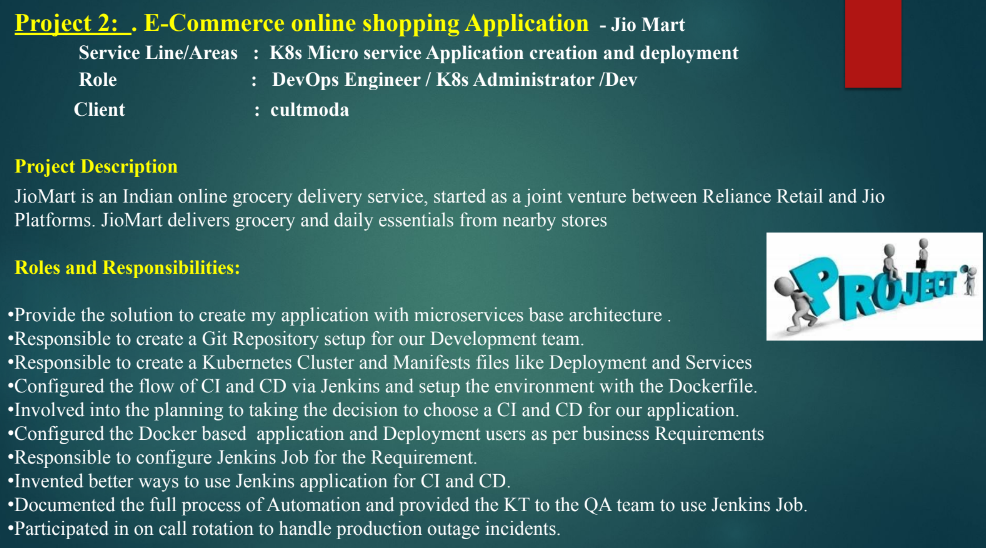 Project 2: . E-Commerce online shopping Application - Jio Mart
Service Line/Areas : K8s Micro service Application creation and deployment
Role : DevOps Engineer / K8s Administrator /Dev
Client : cultmoda
Project Description
JioMart is an Indian online grocery delivery service, started as a joint venture between Reliance Retail and Jio
Platforms. JioMart delivers grocery and daily essentials from nearby stores
Roles and Responsibilities:
PROJECT
•Provide the solution to create my application with microservices base architecture .
•Responsible to create a Git Repository setup for our Development team.
•Responsible to create a Kubernetes Cluster and Manifests files like Deployment and Services
•Configured the flow of CI and CD via Jenkins and setup the environment with the Dockerfile.
•Involved into the planning to taking the decision to choose a CI and CD for our application.
•Configured the Docker based application and Deployment users as per business Requirements
•Responsible to configure Jenkins Job for the Requirement.
•Invented better ways to use Jenkins application for CI and CD.
•Documented the full process of Automation and provided the KT to the QA team to use Jenkins Job.
•Participated in on call rotation to handle production outage incidents.